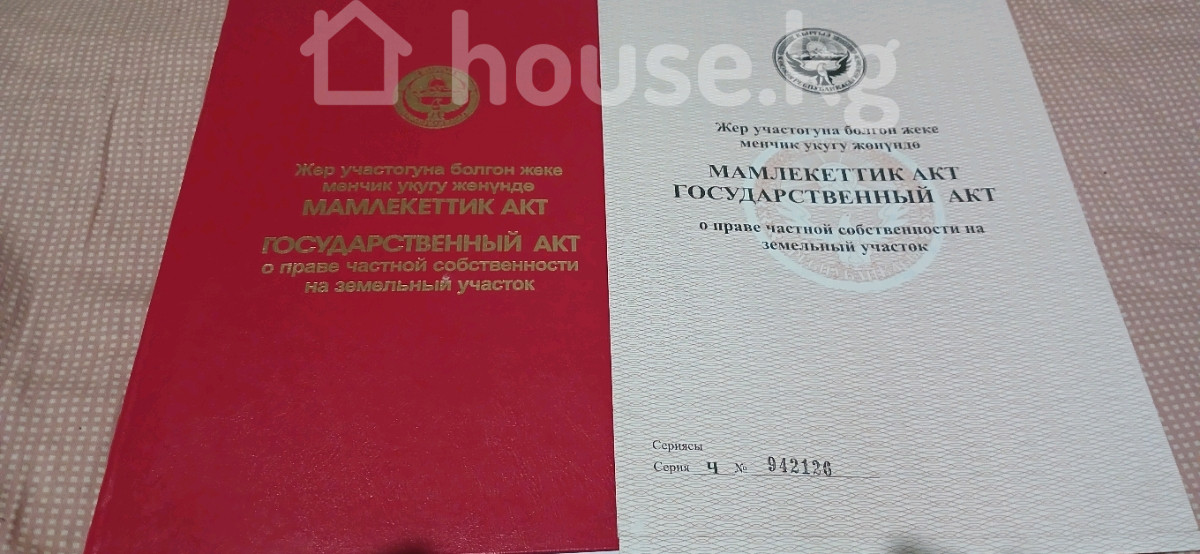 house.kg
Жер участогуна болгон жеке
менчик укугу жөнүндө
МАМЛЕКЕТТИК АКТ
ГОСУДАРСТВЕННЫЙ АКТ
о праве частной собственности
на земельный участок
Жер участогуна болгон жеке
менчик укугу жөнүндө
МАМЛЕКЕТТИК АКТ
ГОСУДАРСТВЕННЫЙ АКТ
о праве частной собственности на
земельный участок
Сериясы
Серия Ч № 942126